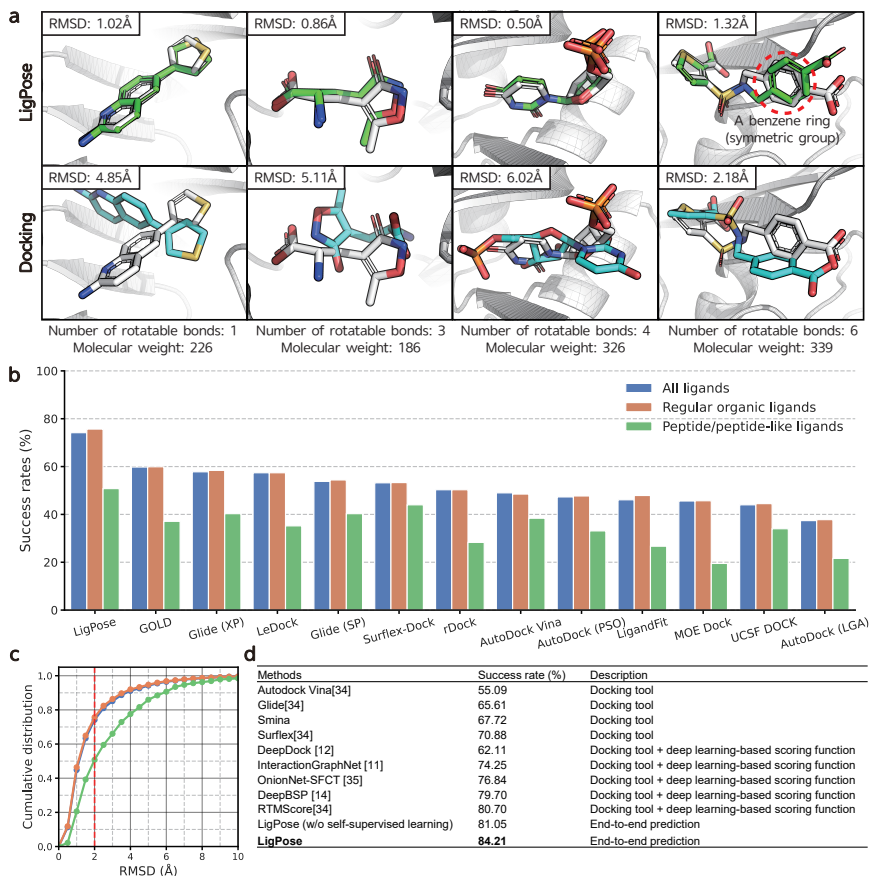 a
RMSD: 1.02Å
RMSD: 0.86Å
RMSD: 0.50Å
RMSD: 1.32Å
LigPose
A benzene ring
(symmetric group)
RMSD: 4.85Å
RMSD: 5.11Å
RMSD: 6.02Å
RMSD: 2.18Å
Docking
Number of rotatable bonds: 1
Molecular weight: 226
Number of rotatable bonds: 3
Molecular weight: 186
Number of rotatable bonds: 4
Molecular weight: 326
Number of rotatable bonds: 6
Molecular weight: 339
b
Success rates (%)
100
80
60
40
20
0
All ligands
Regular organic ligands
Peptide/peptide-like ligands
LigPose
GOLD
Glide (XP)
LeDock
Glide (SP)
Surflex-Dock
rDock
AutoDock Vina
AutoDock (PSO)
LigandFit
MOE Dock
UCSF DOCK
AutoDock (LGA)
c
Cumulative distribution
1.0
0.8
0.6
0.4
0.2
0.0
0 2 4 6 8 10
RMSD (Å)
d
Methods Success rate (%) Description
Autodock Vina[34] 55.09 Docking tool
Glide[34] 65.61 Docking tool
Smina 67.72 Docking tool
Surflex[34] 70.88 Docking tool
DeepDock [12] 62.11 Docking tool + deep learning-based scoring function
InteractionGraphNet [11] 74.25 Docking tool + deep learning-based scoring function
OnionNet-SFCT [35] 76.84 Docking tool + deep learning-based scoring function
DeepBSP [14] 79.70 Docking tool + deep learning-based scoring function
RTMScore[34] 80.70 Docking tool + deep learning-based scoring function
LigPose (w/o self-supervised learning) 81.05 End-to-end prediction
LigPose 84.21 End-to-end prediction